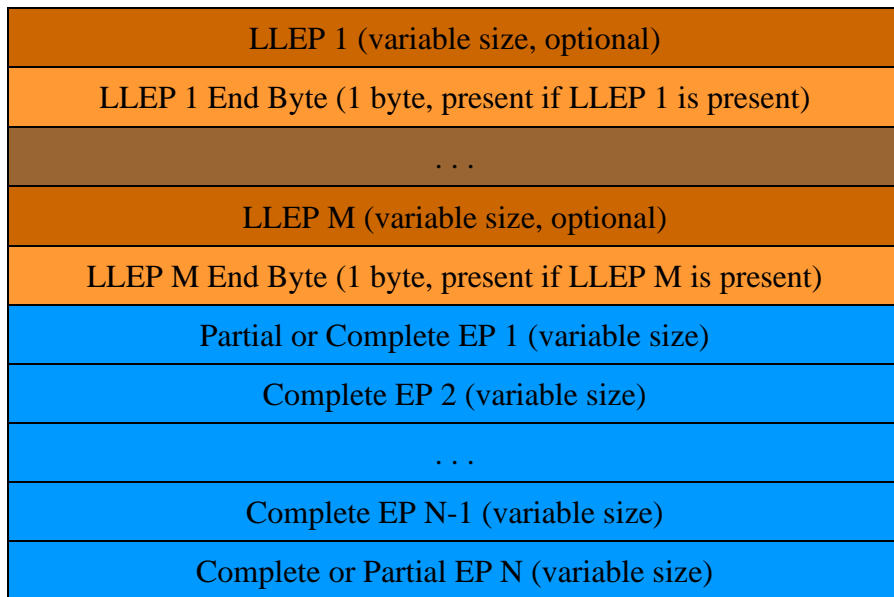 LLEP 1 (variable size, optional)
LLEP 1 End Byte (1 byte, present if LLEP 1 is present)
. . .
LLEP M (variable size, optional)
LLEP M End Byte (1 byte, present if LLEP M is present)
Partial or Complete EP 1 (variable size)
Complete EP 2 (variable size)
. . .
Complete EP N-1 (variable size)
Complete or Partial EP N (variable size)